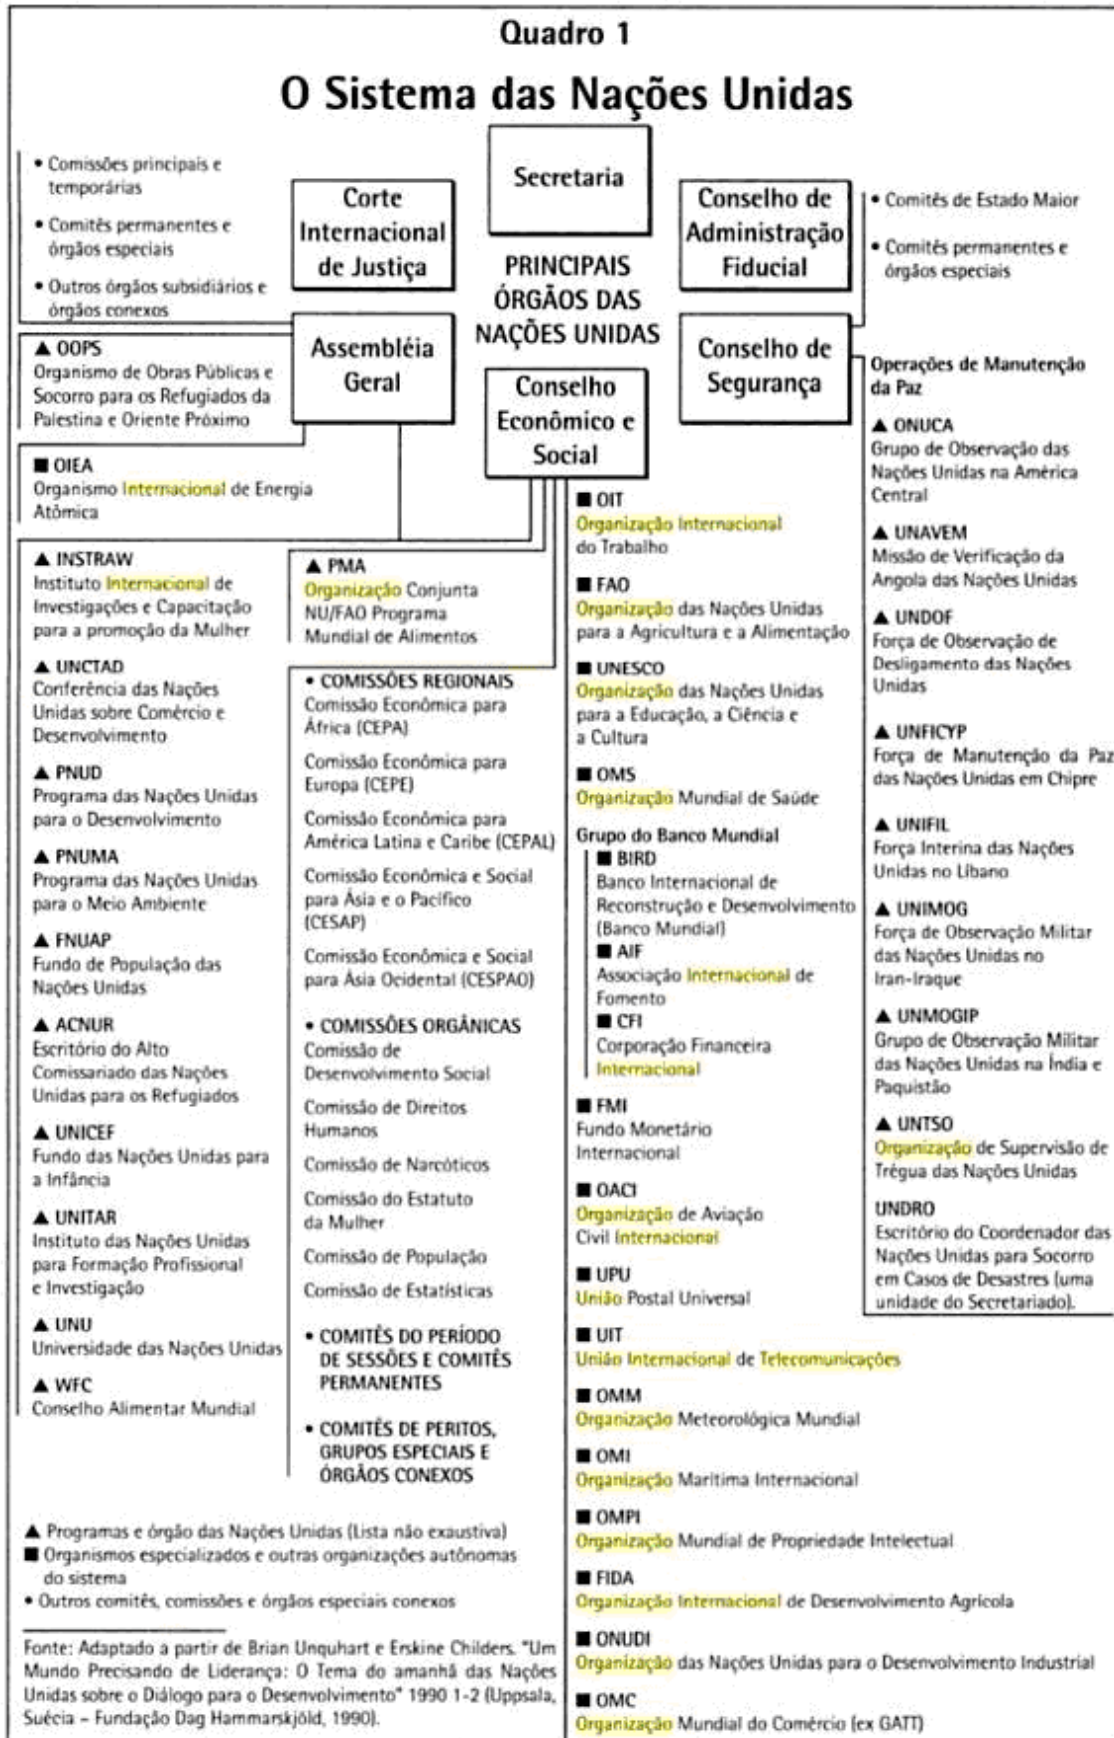 Quadro 1
O Sistema das Nações Unidas
• Comissões principais e
temporárias
• Comitês permanentes e
órgãos especiais
• Outros órgãos subsidiários e
órgãos conexos
Corte
Internacional
de Justiça
Secretaria
Conselho de
Administração
Fiducial
• Comitês de Estado Maior
• Comitês permanentes e
órgãos especiais
PRINCIPAIS
ÓRGÃOS DAS
NAÇÕES UNIDAS
Assembléia
Geral
Conselho
Econômico e
Social
Conselho de
Segurança
▲ OOPS
Organismo de Obras Públicas e
Socorro para os Refugiados da
Palestina e Oriente Próximo
■ OIEA
Organismo Internacional de Energia
Atômica
▲ INSTRAW
Instituto Internacional de
Investigações e Capacitação
para a promoção da Mulher
▲ UNCTAD
Conferência das Nações
Unidas sobre Comércio e
Desenvolvimento
▲ PNUD
Programa das Nações Unidas
para o Desenvolvimento
▲ PNUMA
Programa das Nações Unidas
para o Meio Ambiente
▲ FNUAP
Fundo de População das
Nações Unidas
▲ ACNUR
Escritório do Alto
Comissariado das Nações
Unidas para os Refugiados
▲ UNICEF
Fundo das Nações Unidas para
a Infância
▲ UNITAR
Instituto das Nações Unidas
para Formação Profissional
e Investigação
▲ UNU
Universidade das Nações Unidas
▲ WFC
Conselho Alimentar Mundial
▲ PMA
Organização Conjunta
NU/FAO Programa
Mundial de Alimentos
• COMISSÕES REGIONAIS
Comissão Econômica para
África (CEPA)
Comissão Econômica para
Europa (CEPE)
Comissão Econômica para
América Latina e Caribe (CEPAL)
Comissão Econômica e Social
para Ásia e o Pacífico
(CESAP)
Comissão Econômica e Social
para Ásia Ocidental (CESPAO)
• COMISSÕES ORGÂNICAS
Comissão de
Desenvolvimento Social
Comissão de Direitos
Humanos
Comissão de Narcóticos
Comissão do Estatuto
da Mulher
Comissão de População
Comissão de Estatísticas
• COMITÊS DO PERÍODO
DE SESSÕES E COMITÊS
PERMANENTES
• COMITÊS DE PERITOS,
GRUPOS ESPECIAIS E
ÓRGÃOS CONEXOS
■ OIT
Organização Internacional
do Trabalho
■ FAO
Organização das Nações Unidas
para a Agricultura e a Alimentação
■ UNESCO
Organização das Nações Unidas
para a Educação, a Ciência e
a Cultura
■ OMS
Organização Mundial de Saúde
Grupo do Banco Mundial
■ BIRD
Banco Internacional de
Reconstrução e Desenvolvimento
(Banco Mundial)
■ AIF
Associação Internacional de
Fomento
■ CFI
Corporação Financeira
Internacional
■ FMI
Fundo Monetário
Internacional
■ OACI
Organização de Aviação
Civil Internacional
■ UPU
União Postal Universal
■ UIT
União Internacional de Telecomunicações
■ OMM
Organização Meteorológica Mundial
■ OMI
Organização Marítima Internacional
■ OMPI
Organização Mundial de Propriedade Intelectual
■ FIDA
Organização Internacional de Desenvolvimento Agrícola
■ ONUDI
Organização das Nações Unidas para o Desenvolvimento Industrial
■ OMC
Organização Mundial do Comércio (ex GATT)
Operações de Manutenção
da Paz
▲ ONUCA
Grupo de Observação das
Nações Unidas na América
Central
▲ UNAVEM
Missão de Verificação da
Angola das Nações Unidas
▲ UNDOF
Força de Observação de
Desligamento das Nações
Unidas
▲ UNFICYP
Força de Manutenção da Paz
das Nações Unidas em Chipre
▲ UNIFIL
Força Interina das Nações
Unidas no Líbano
▲ UNIMOG
Força de Observação Militar
das Nações Unidas no
Iran-Iraque
▲ UNMOGIP
Grupo de Observação Militar
das Nações Unidas na Índia e
Paquistão
▲ UNTSO
Organização de Supervisão de
Trégua das Nações Unidas
UNDRO
Escritório do Coordenador das
Nações Unidas para Socorro
em Casos de Desastres (uma
unidade do Secretariado).
▲ Programas e órgão das Nações Unidas (Lista não exaustiva)
■ Organismos especializados e outras organizações autônomas
do sistema
• Outros comitês, comissões e órgãos especiais conexos
Fonte: Adaptado a partir de Brian Unquhart e Erskine Childers. "Um
Mundo Precisando de Liderança: O Tema do amanhã das Nações
Unidas sobre o Diálogo para o Desenvolvimento" 1990 1-2 (Uppsala,
Suécia – Fundação Dag Hammarskjöld, 1990).